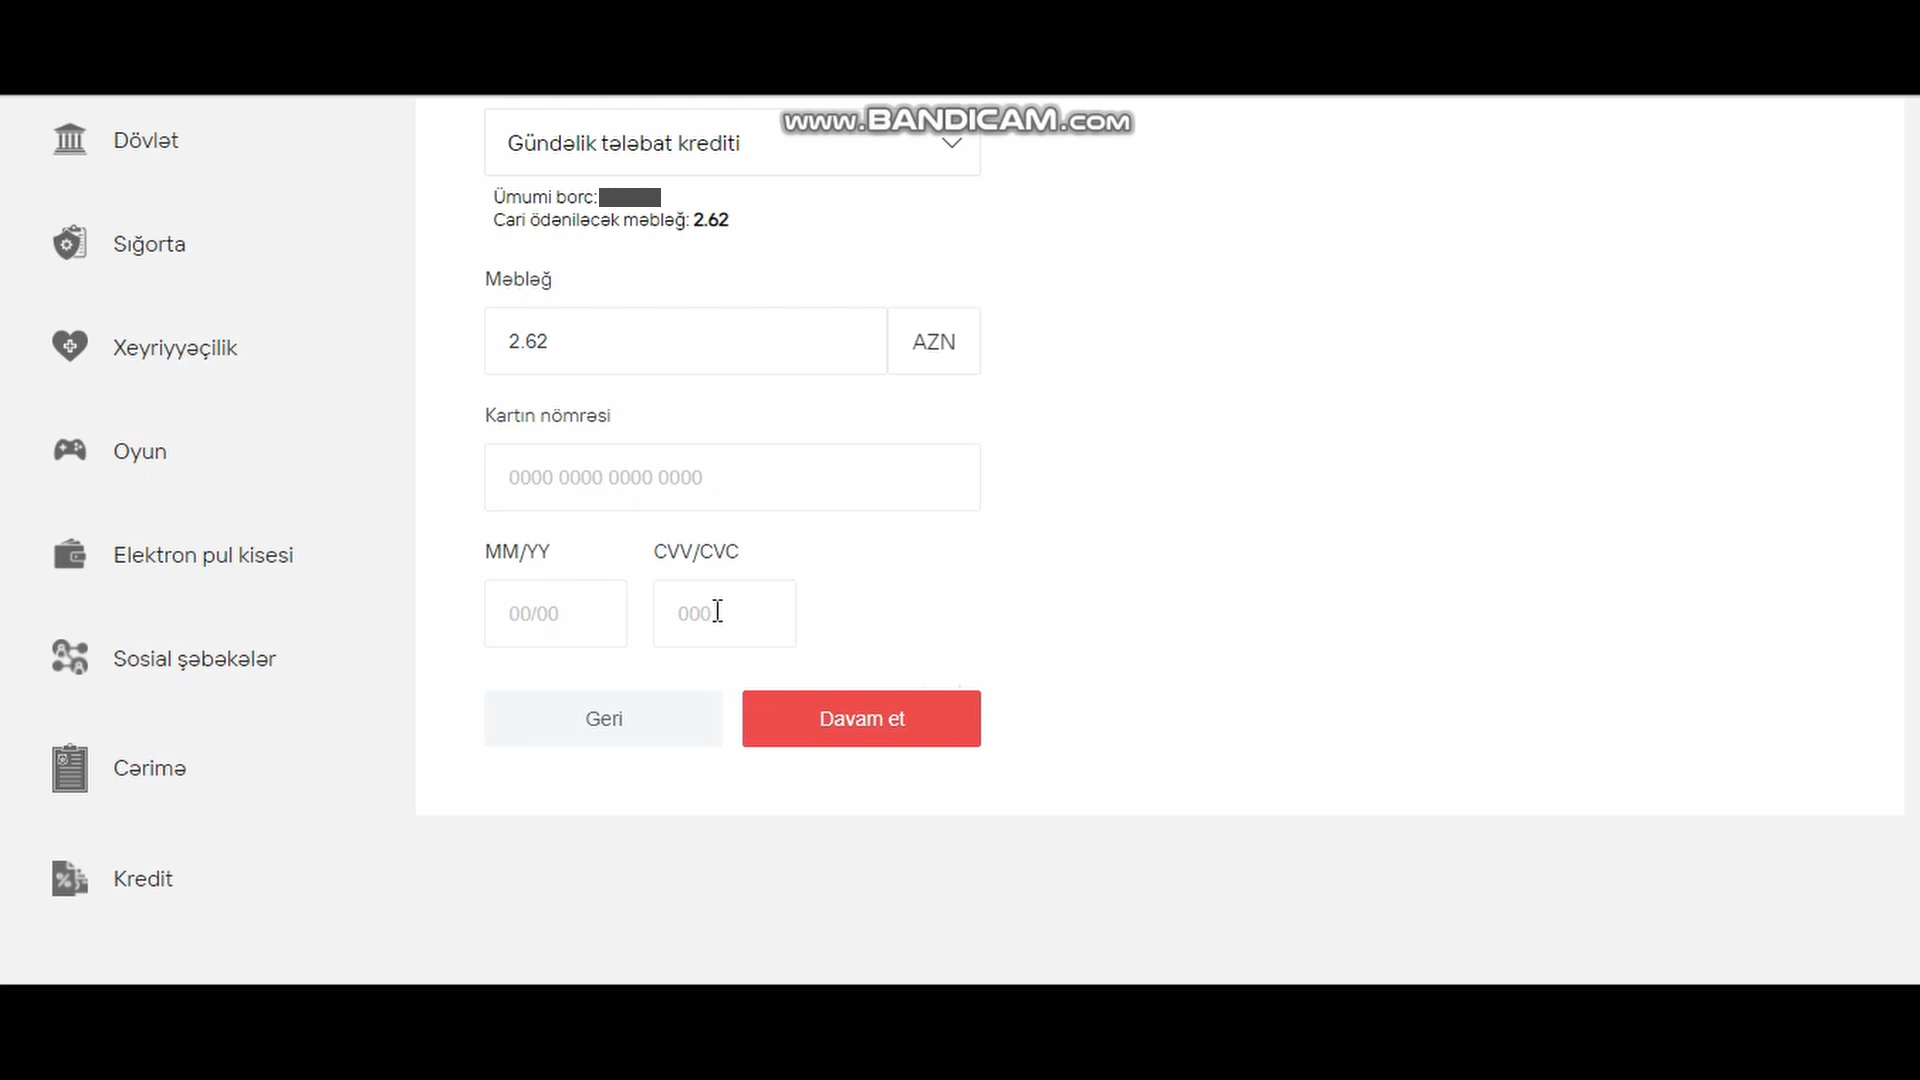 www.BANDICAM.com
Dövlət
Sığorta
Xeyriyyəçilik
Oyun
Elektron pul kisəsi
Sosial şəbəkələr
Cərimə
Kredit
Gündəlik tələbat krediti
Ümumi borc:
Cari ödəniləcək məbləğ: 2.62
Məbləğ
2.62 AZN
Kartın nömrəsi
0000 0000 0000 0000
MM/YY CVV/CVC
00/00 000
Geri Davam et